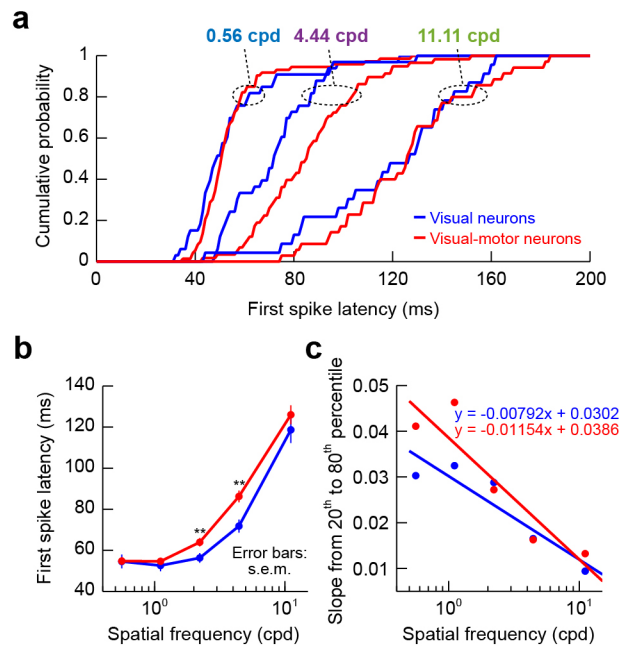 a
0.56 cpd 4.44 cpd 11.11 cpd
Cumulative probability
1
0.8
0.6
0.4
0.2
0
Visual neurons
Visual-motor neurons
0 40 80 120 160 200
First spike latency (ms)
b
First spike latency (ms)
140
120
100
80
60
40
**
**
Error bars:
s.e.m.
10⁰ 10¹
Spatial frequency (cpd)
c
Slope from 20th to 80th percentile
0.05
0.04
0.03
0.02
0.01
y = -0.00792x + 0.0302
y = -0.01154x + 0.0386
10⁰ 10¹
Spatial frequency (cpd)